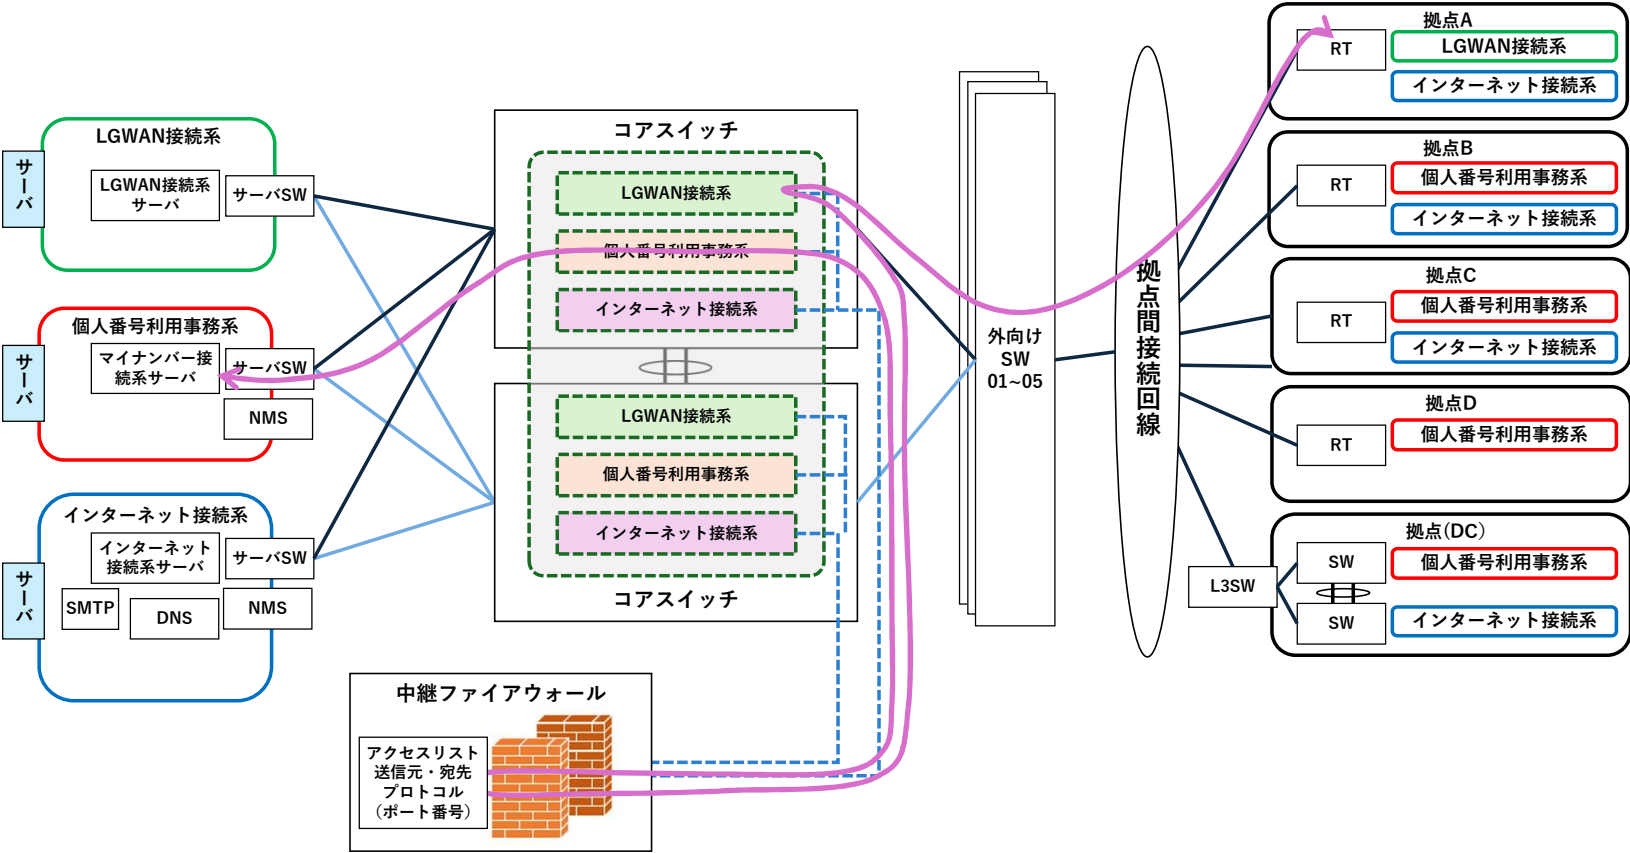 LGWAN接続系
サーバ
LGWAN接続系
サーバ
サーバSW
個人番号利用事務系
サーバ
マイナンバー接
続系サーバ
サーバSW
NMS
インターネット接続系
サーバ
インターネット
接続系サーバ
サーバSW
SMTP
DNS
NMS
コアスイッチ
LGWAN接続系
個人番号利用事務系
インターネット接続系
LGWAN接続系
個人番号利用事務系
インターネット接続系
コアスイッチ
中継ファイアウォール
アクセスリスト
送信元・宛先
プロトコル
（ポート番号）
外向け
SW
01~05
拠点間接続回線
拠点A
RT
LGWAN接続系
インターネット接続系
拠点B
RT
個人番号利用事務系
インターネット接続系
拠点C
RT
個人番号利用事務系
インターネット接続系
拠点D
RT
個人番号利用事務系
拠点(DC）
L3SW
SW
個人番号利用事務系
SW
インターネット接続系